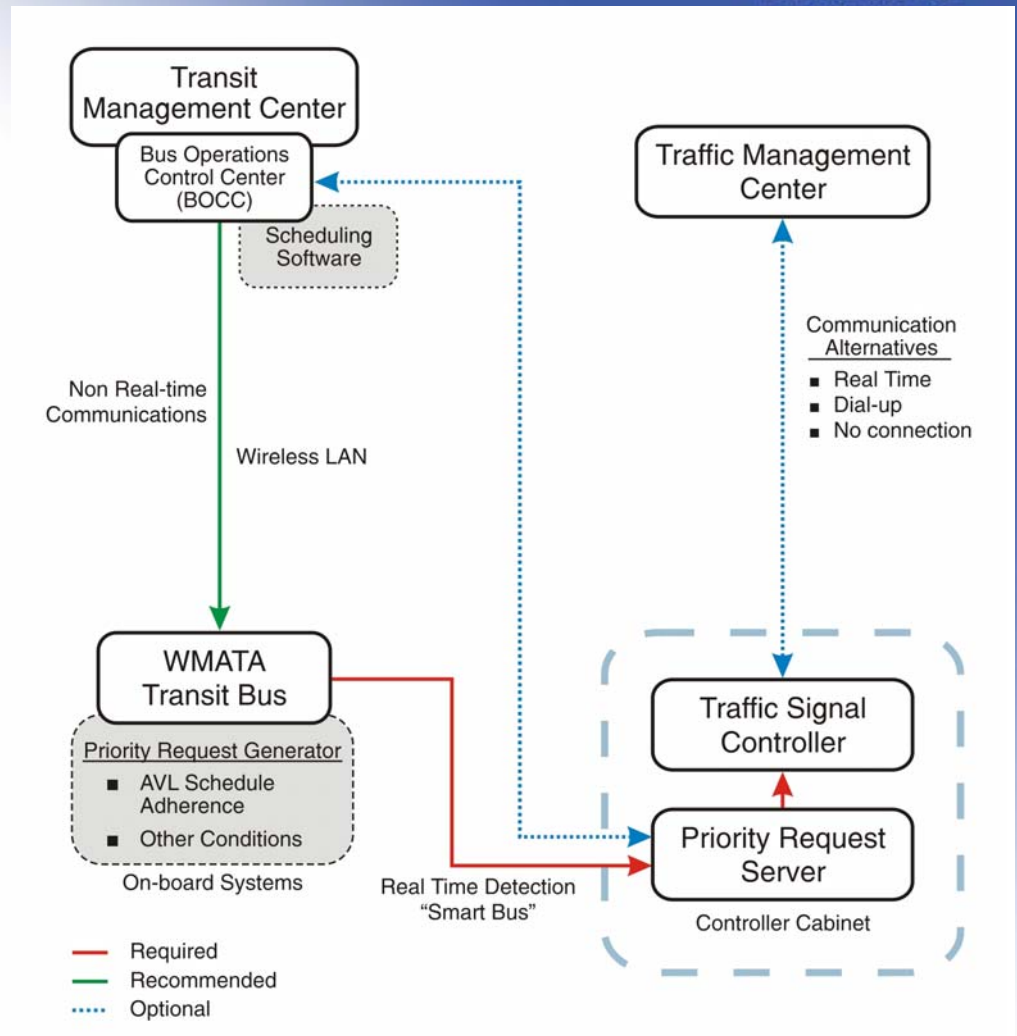 Transit
Management Center
Bus Operations
Control Center
(BOCC)
Scheduling
Software
Traffic Management
Center
Communication
Alternatives
▪ Real Time
▪ Dial-up
▪ No connection
Non Real-time
Communications
Wireless LAN
WMATA
Transit Bus
Priority Request Generator
▪ AVL Schedule
Adherence
▪ Other Conditions
On-board Systems
Real Time Detection
“Smart Bus”
Traffic Signal
Controller
Priority Request
Server
Controller Cabinet
Required
Recommended
Optional